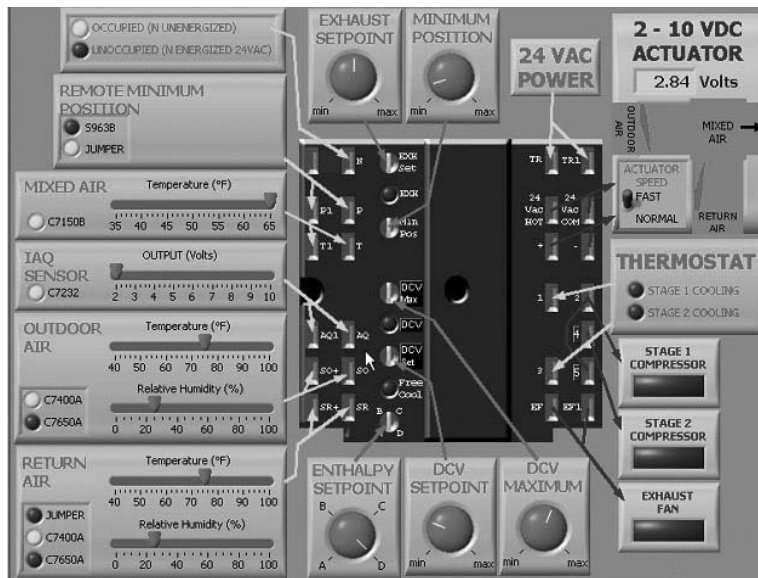 OCCUPIED (N UNENERGIZED)
UNOCCUPIED (N ENERGIZED 24VAC)
REMOTE MINIMUM
POSITION
S963B
JUMPER
MIXED AIR
Temperature (°F)
C7150B
35 40 45 50 55 60 65
IAQ
SENSOR
OUTPUT (Volts)
C7232
2 3 4 5 6 7 8 9 10
OUTDOOR
AIR
Temperature (°F)
40 60 80 100
Relative Humidity (%)
C7400A
C7650A
0 20 40 60 80 100
RETURN
AIR
Temperature (°F)
40 60 80 100
JUMPER
C7400A
C7650A
Relative Humidity (%)
0 20 40 60 80 100
EXHAUST
SETPOINT
min max
MINIMUM
POSITION
min max
24 VAC
POWER
2 - 10 VDC
ACTUATOR
2.84 Volts
OUTDOOR
AIR
MIXED
AIR
ACTUATOR
SPEED
FAST
NORMAL
RETURN
AIR
THERMOSTAT
STAGE 1 COOLING
STAGE 2 COOLING
STAGE 1
COMPRESSOR
STAGE 2
COMPRESSOR
EXHAUST
FAN
N
EXH
Set
P1 P
EXH
Min
Pos
T1 T
DCV
Max
DCV
AQ1 AQ
DCV
Set
SO+ SO
Free
Cool
SR+ SR
B C
D
TR TR1
24
Vac
HOT
24
Vac
COM
+ -
1 2
4
3 5
EF EF1
ENTHALPY
SETPOINT
B C
A D
DCV
SETPOINT
min max
DCV
MAXIMUM
min max